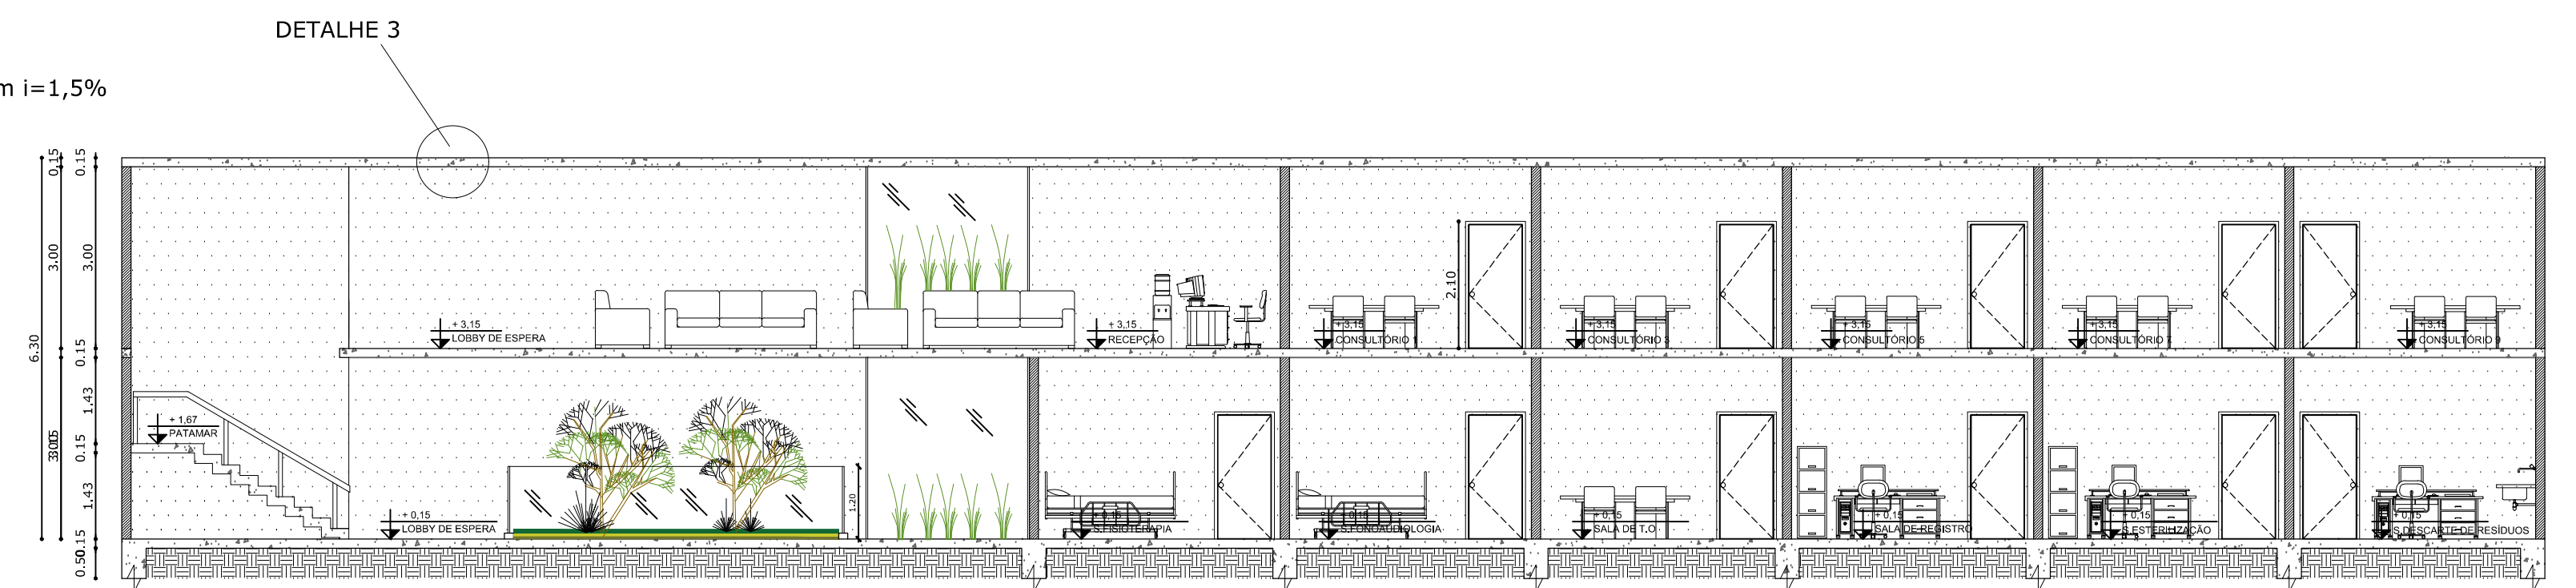 DETALHE 3
m i=1,5%
0.15
0.15
3.00
3.00
6.30
0.15
1.43
0.15
1.43
0.15
0.50
+ 3,15
LOBBY DE ESPERA
+ 3,15
RECEPÇÃO
+ 3,15
CONSULTÓRIO 1
2.10
+ 3,15
CONSULTÓRIO 3
+ 3,15
CONSULTÓRIO 5
+ 3,15
CONSULTÓRIO 7
+ 3,15
CONSULTÓRIO 9
+ 1,67
PATAMAR
+ 0,15
LOBBY DE ESPERA
1.20
+ 0,15
S.FISIOTERAPIA
+ 0,15
S.FONOAUDIOLOGIA
+ 0,15
SALA DE T.O
+ 0,15
SALA DE REGISTRO
+ 0,15
S.ESTERILIZAÇÃO
+ 0,15
S.DESCARTE DE RESÍDUOS